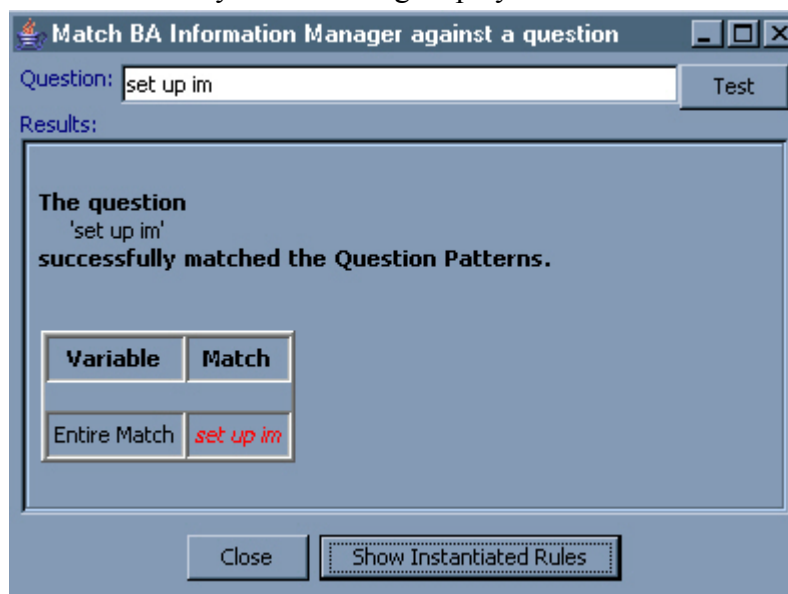 Match BA Information Manager against a question
Question: set up im Test
Results:
The question
'set up im'
successfully matched the Question Patterns.
Variable Match
Entire Match set up im
Close Show Instantiated Rules